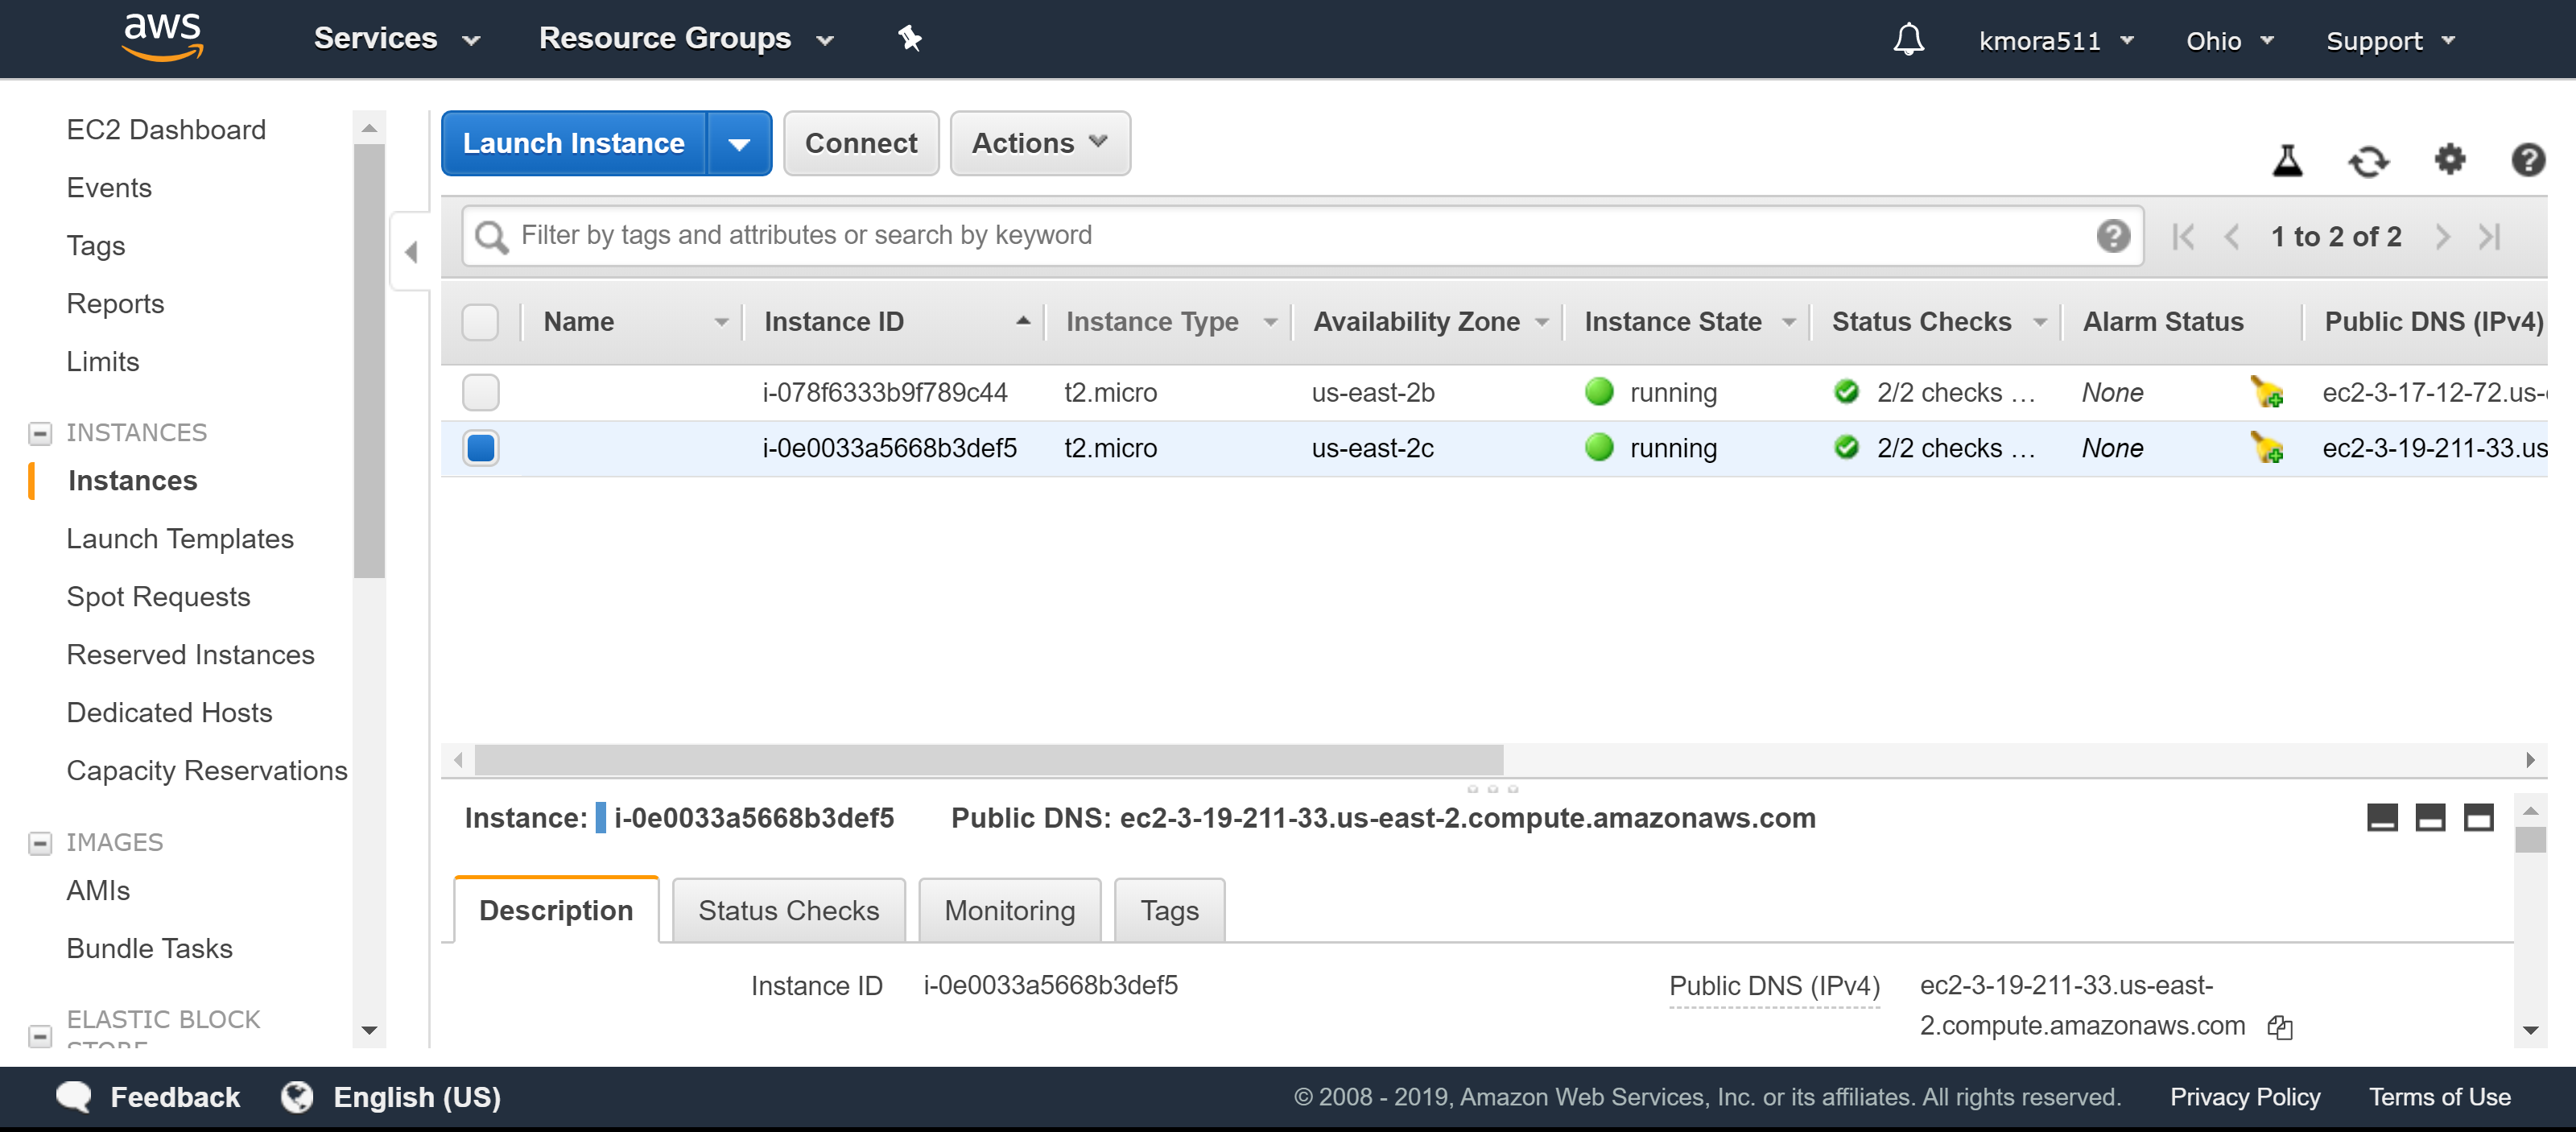 aws
Services
Resource Groups
kmora511
Ohio
Support
EC2 Dashboard
Events
Tags
Reports
Limits
INSTANCES
Instances
Launch Templates
Spot Requests
Reserved Instances
Dedicated Hosts
Capacity Reservations
IMAGES
AMIs
Bundle Tasks
ELASTIC BLOCK
STORE
Launch Instance
Connect
Actions
Filter by tags and attributes or search by keyword
1 to 2 of 2
Name Instance ID Instance Type Availability Zone Instance State Status Checks Alarm Status Public DNS (IPv4)
i-078f6333b9f789c44 t2.micro us-east-2b running 2/2 checks … None ec2-3-17-12-72.us-
i-0e0033a5668b3def5 t2.micro us-east-2c running 2/2 checks … None ec2-3-19-211-33.us
Instance: i-0e0033a5668b3def5 Public DNS: ec2-3-19-211-33.us-east-2.compute.amazonaws.com
Description
Status Checks
Monitoring
Tags
Instance ID i-0e0033a5668b3def5
Public DNS (IPv4) ec2-3-19-211-33.us-east-
2.compute.amazonaws.com
Feedback
English (US)
© 2008 - 2019, Amazon Web Services, Inc. or its affiliates. All rights reserved.
Privacy Policy
Terms of Use